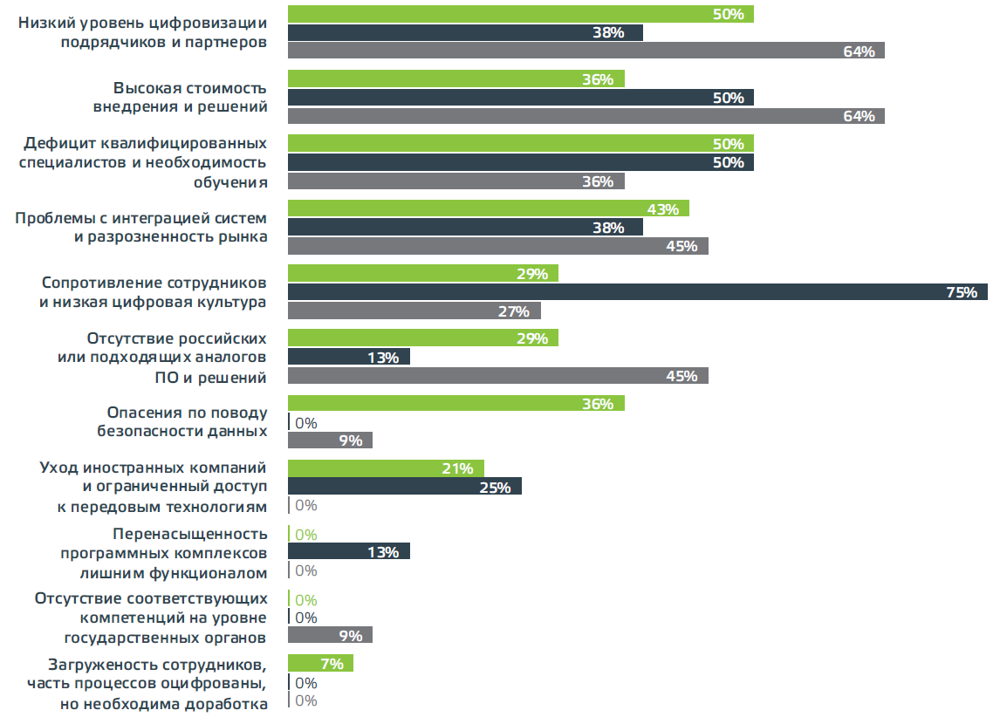 Низкий уровень цифровизации
подрядчиков и партнеров
50%
38%
64%
Высокая стоимость
внедрения и решений
36%
50%
64%
Дефицит квалифицированных
специалистов и необходимость
обучения
50%
50%
36%
Проблемы с интеграцией систем
и разрозненность рынка
43%
38%
45%
Сопротивление сотрудников
и низкая цифровая культура
29%
75%
27%
Отсутствие российских
или подходящих аналогов
ПО и решений
29%
13%
45%
Опасения по поводу
безопасности данных
36%
0%
9%
Уход иностранных компаний
и ограниченный доступ
к передовым технологиям
21%
25%
0%
Перенасыщенность
программных комплексов
лишним функционалом
0%
13%
0%
Отсутствие соответствующих
компетенций на уровне
государственных органов
0%
0%
9%
Загруженость сотрудников,
часть процессов оцифрованы,
но необходима доработка
7%
0%
0%